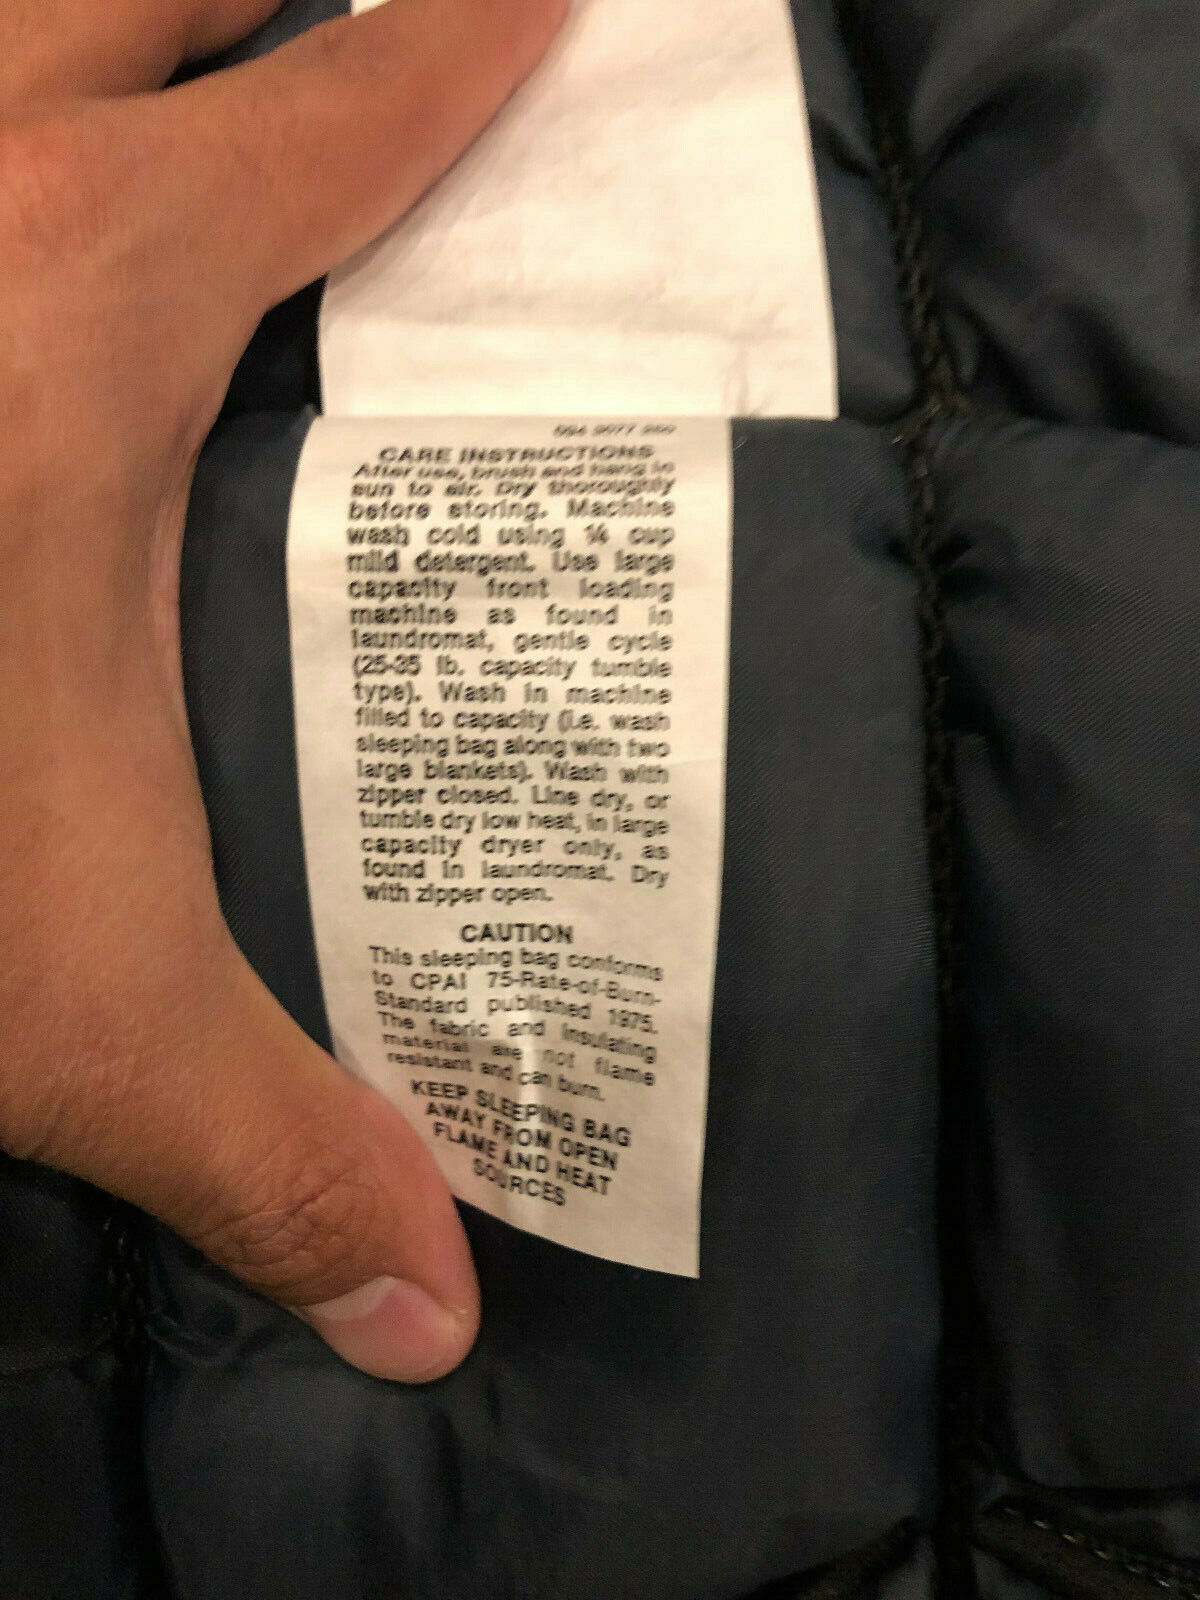 CARE INSTRUCTIONS
After use, brush and hang in
sun to air. Dry thoroughly
before storing. Machine
wash cold using ¼ cup
mild detergent. Use large
capacity front loading
machine as found in
laundromat, gentle cycle
(25-35 lb. capacity tumble
type). Wash in machine
filled to capacity (i.e. wash
sleeping bag along with two
large blankets). Wash with
zipper closed. Line dry, or
tumble dry low heat, in large
capacity dryer only, as
found in laundromat. Dry
with zipper open.
CAUTION
This sleeping bag conforms
to CPAI 75-Rate-of-Burn-
Standard published 1975.
The fabric and insulating
material are not flame
resistant and can burn.
KEEP SLEEPING BAG
AWAY FROM OPEN
FLAME AND HEAT
SOURCES